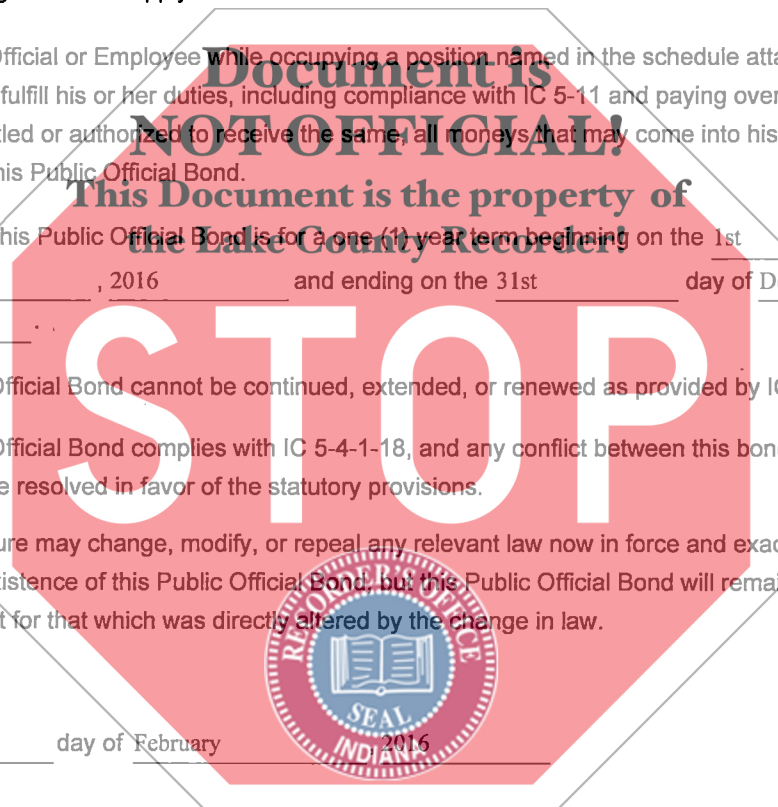 Official or Employee while occupying a position named in the schedule atta
Document is
fulfill his or her duties, including compliance with IC 5-11 and paying over
NOT OFFICIAL!
tled or authorized to receive the same, all moneys that may come into his
his Public Official Bond.
This Document is the property of
his Public Official Bond is for a one (1) year term beginning on the 1st
the Lake County Recorder!
, 2016 and ending on the 31st day of D
STOP
Official Bond cannot be continued, extended, or renewed as provided by IC
Official Bond complies with IC 5-4-1-18, and any conflict between this bon
e resolved in favor of the statutory provisions.
ure may change, modify, or repeal any relevant law now in force and exac
xistence of this Public Official Bond, but this Public Official Bond will remai
t for that which was directly altered by the change in law.
RECORDER'S OFFICE
SEAL
INDIANA
day of February , 2016